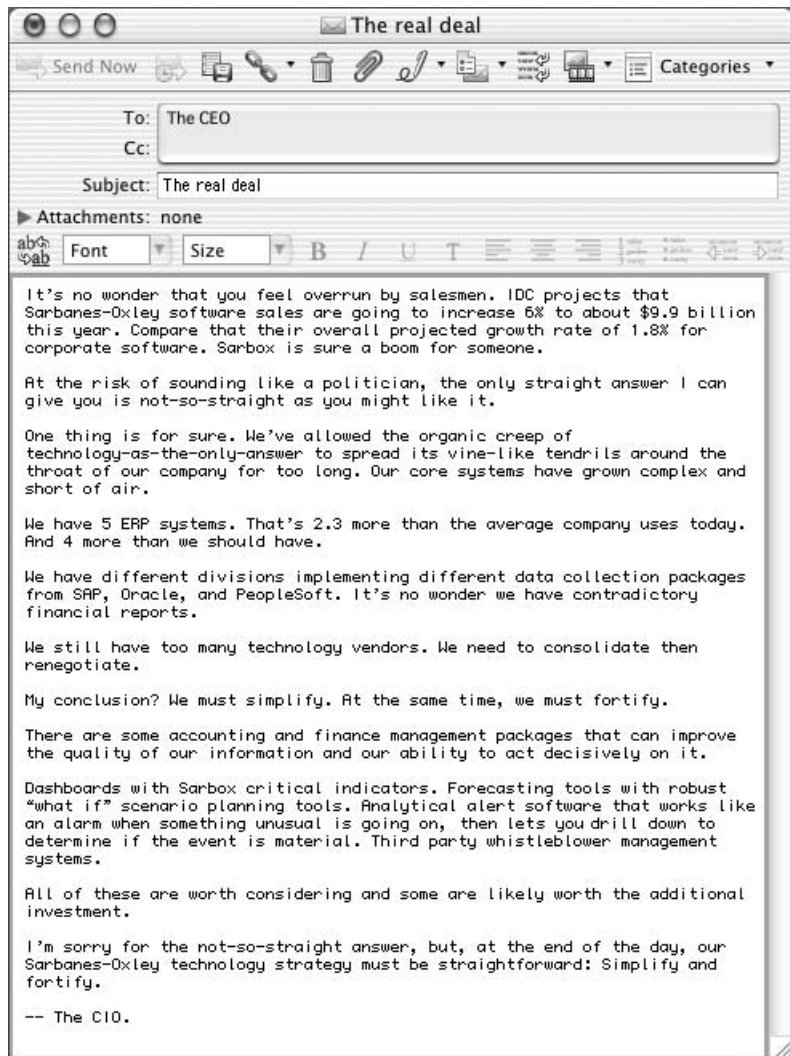 The real deal
Send Now
Categories
To: The CEO
Cc:
Subject: The real deal
Attachments: none
Font Size B I U T
It's no wonder that you feel overrun by salesmen. IDC projects that
Sarbanes-Oxley software sales are going to increase 6% to about $9.9 billion
this year. Compare that their overall projected growth rate of 1.8% for
corporate software. Sarbox is sure a boom for someone.
At the risk of sounding like a politician, the only straight answer I can
give you is not-so-straight as you might like it.
One thing is for sure. We've allowed the organic creep of
technology-as-the-only-answer to spread its vine-like tendrils around the
throat of our company for too long. Our core systems have grown complex and
short of air.
We have 5 ERP systems. That's 2.3 more than the average company uses today.
And 4 more than we should have.
We have different divisions implementing different data collection packages
from SAP, Oracle, and PeopleSoft. It's no wonder we have contradictory
financial reports.
We still have too many technology vendors. We need to consolidate then
renegotiate.
My conclusion? We must simplify. At the same time, we must fortify.
There are some accounting and finance management packages that can improve
the quality of our information and our ability to act decisively on it.
Dashboards with Sarbox critical indicators. Forecasting tools with robust
“what if” scenario planning tools. Analytical alert software that works like
an alarm when something unusual is going on, then lets you drill down to
determine if the event is material. Third party whistleblower management
systems.
All of these are worth considering and some are likely worth the additional
investment.
I'm sorry for the not-so-straight answer, but, at the end of the day, our
Sarbanes-Oxley technology strategy must be straightforward: Simplify and
fortify.
-- The CIO.